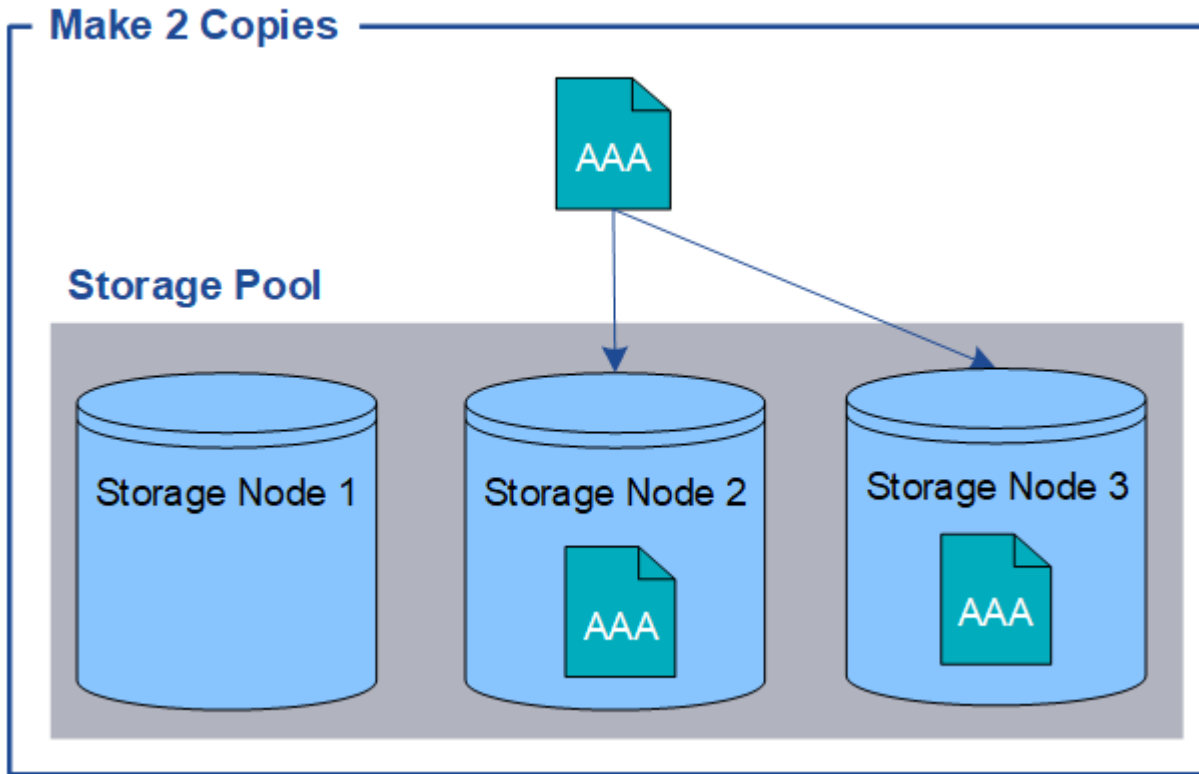 Make 2 Copies
AAA
Storage Pool
Storage Node 1
Storage Node 2
Storage Node 3
AAA
AAA